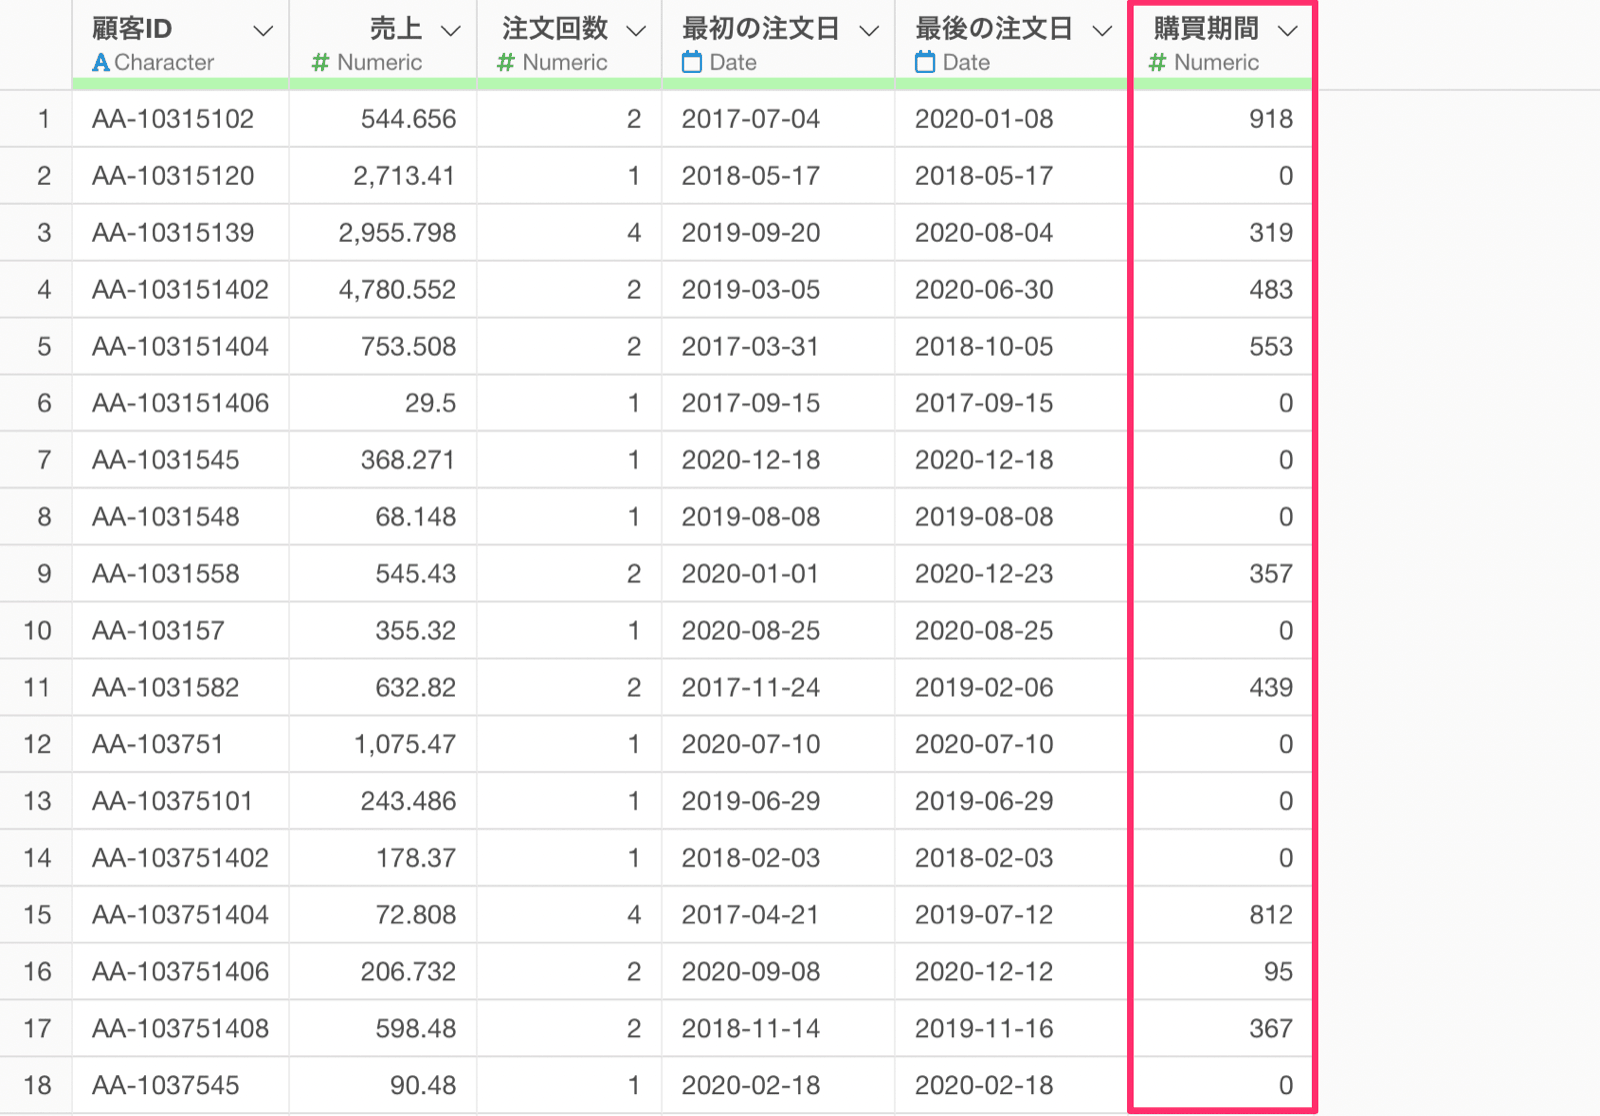 顧客ID 売上 注文回数 最初の注文日 最後の注文日 購買期間
Character Numeric Numeric Date Date Numeric
1 AA-10315102 544.656 2 2017-07-04 2020-01-08 918
2 AA-10315120 2,713.41 1 2018-05-17 2018-05-17 0
3 AA-10315139 2,955.798 4 2019-09-20 2020-08-04 319
4 AA-103151402 4,780.552 2 2019-03-05 2020-06-30 483
5 AA-103151404 753.508 2 2017-03-31 2018-10-05 553
6 AA-103151406 29.5 1 2017-09-15 2017-09-15 0
7 AA-1031545 368.271 1 2020-12-18 2020-12-18 0
8 AA-1031548 68.148 1 2019-08-08 2019-08-08 0
9 AA-1031558 545.43 2 2020-01-01 2020-12-23 357
10 AA-103157 355.32 1 2020-08-25 2020-08-25 0
11 AA-1031582 632.82 2 2017-11-24 2019-02-06 439
12 AA-103751 1,075.47 1 2020-07-10 2020-07-10 0
13 AA-10375101 243.486 1 2019-06-29 2019-06-29 0
14 AA-103751402 178.37 1 2018-02-03 2018-02-03 0
15 AA-103751404 72.808 4 2017-04-21 2019-07-12 812
16 AA-103751406 206.732 2 2020-09-08 2020-12-12 95
17 AA-103751408 598.48 2 2018-11-14 2019-11-16 367
18 AA-1037545 90.48 1 2020-02-18 2020-02-18 0